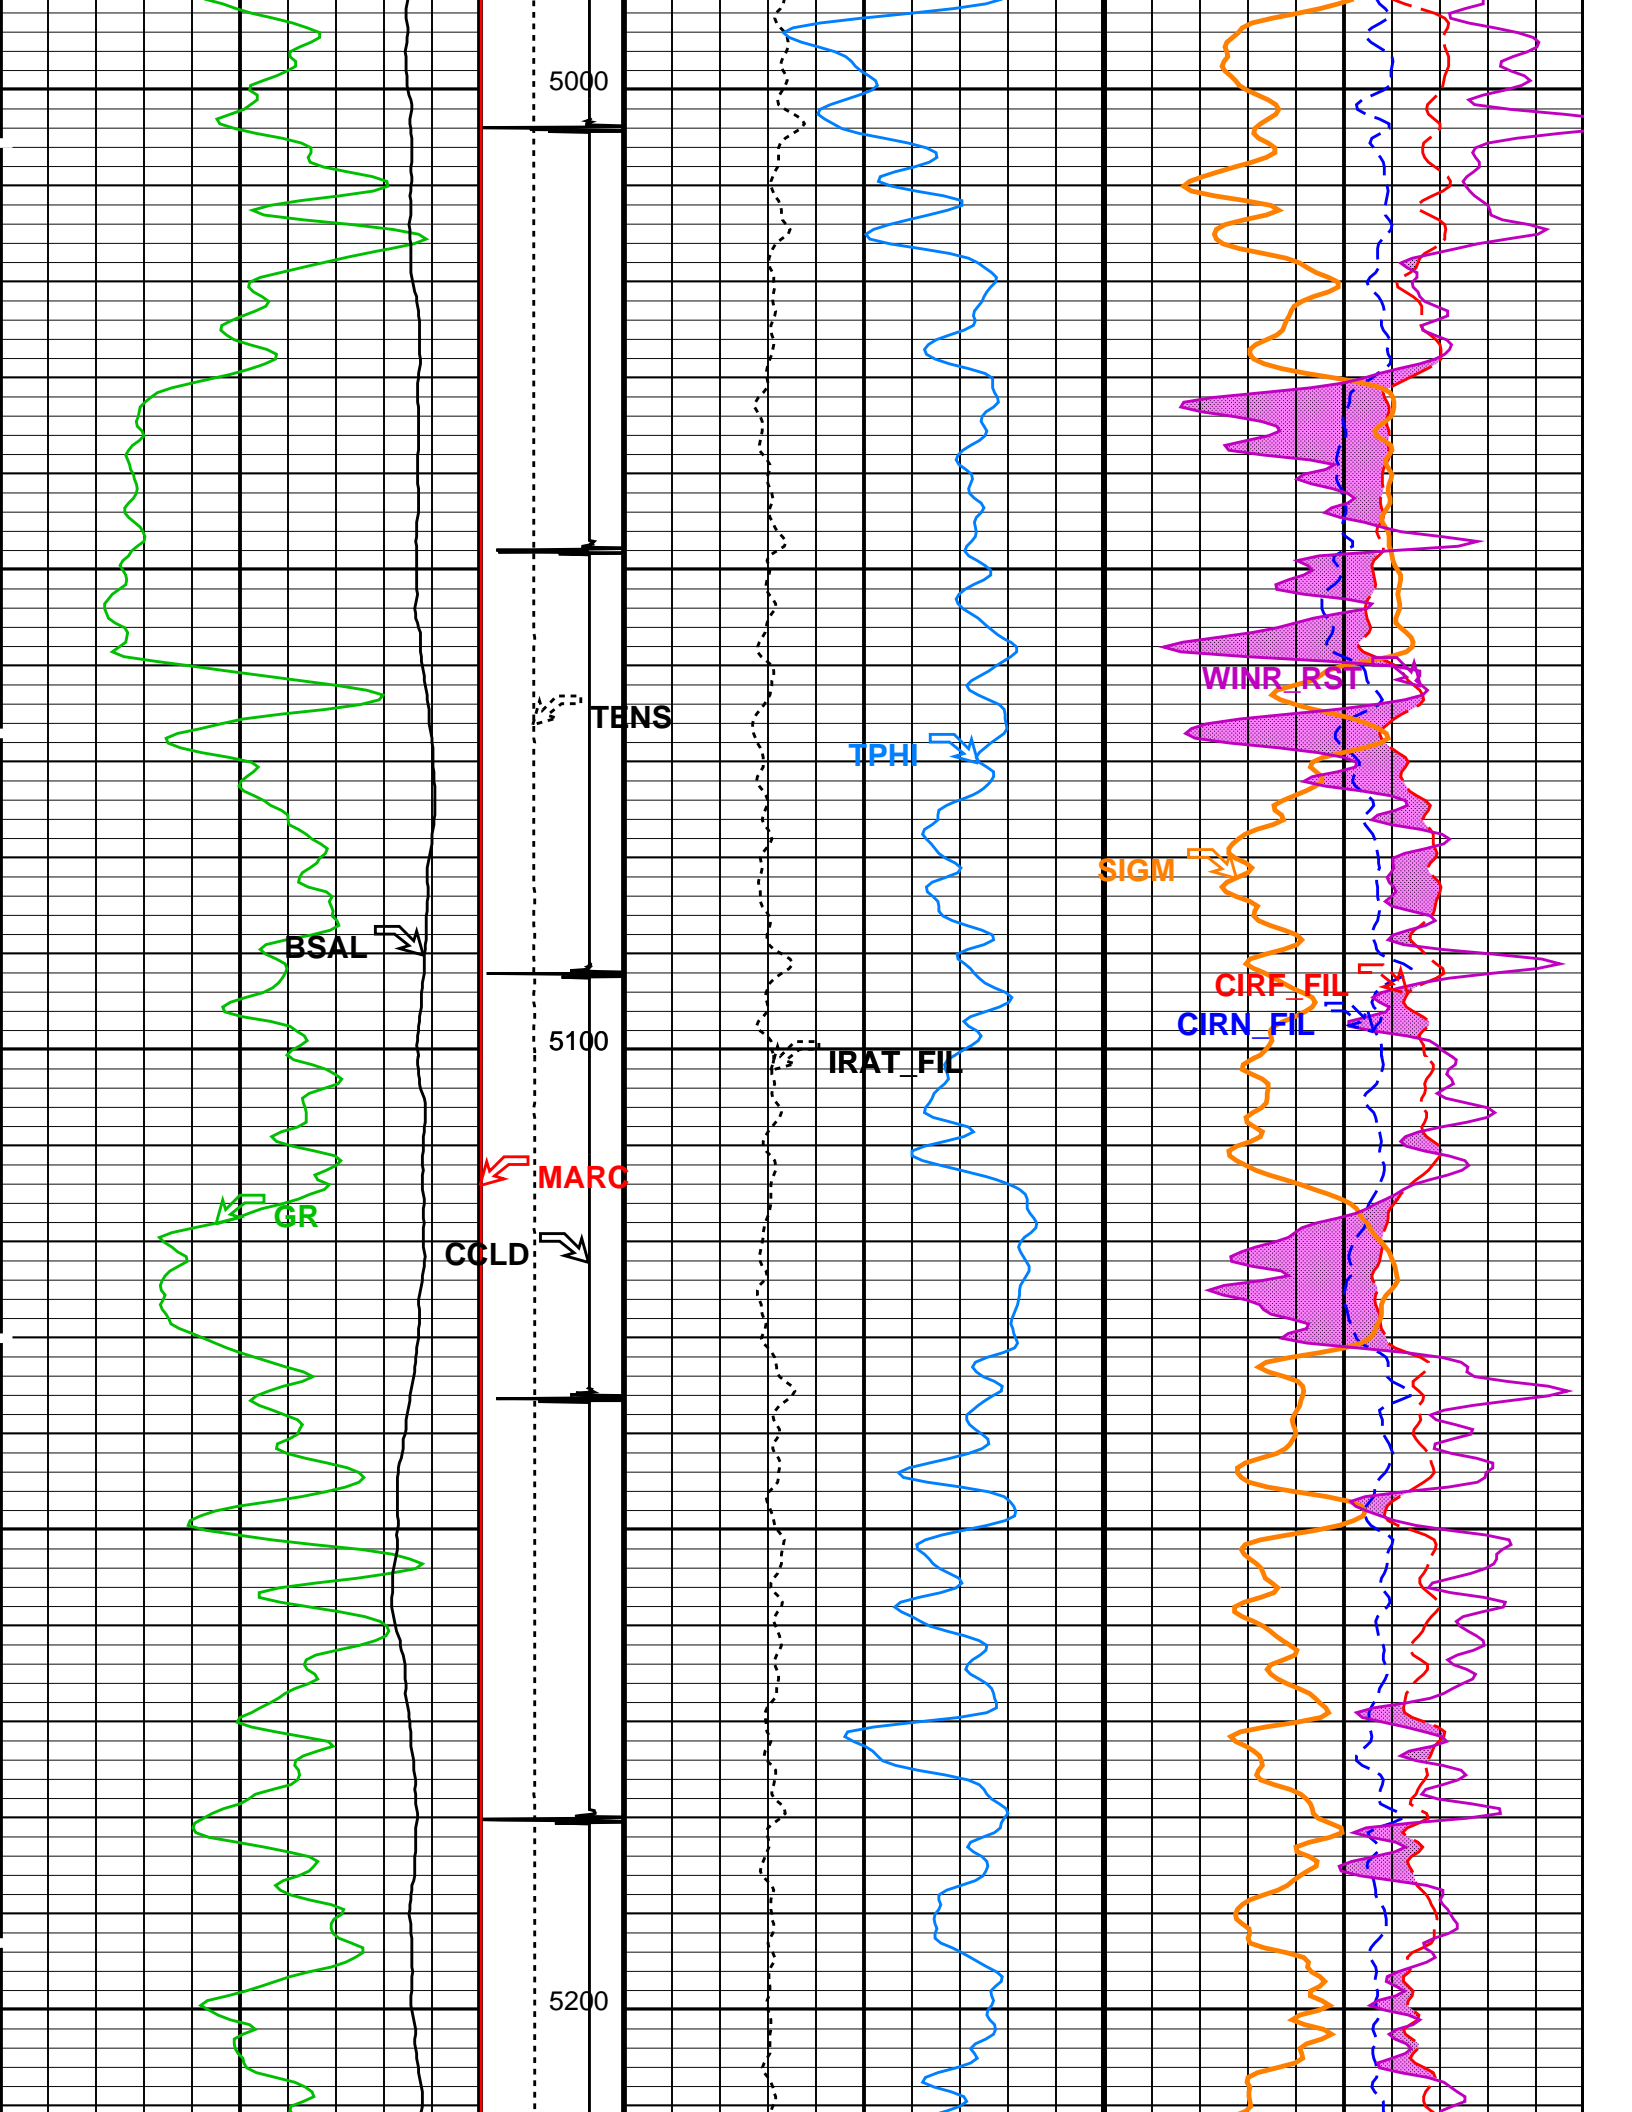 5000
WINR_RST
TENS
TPHI
SIGM
BSAL
CIRF_FIL
CIRN_FIL
5100
IRAT_FIL
MARC
GR
CCLD
5200